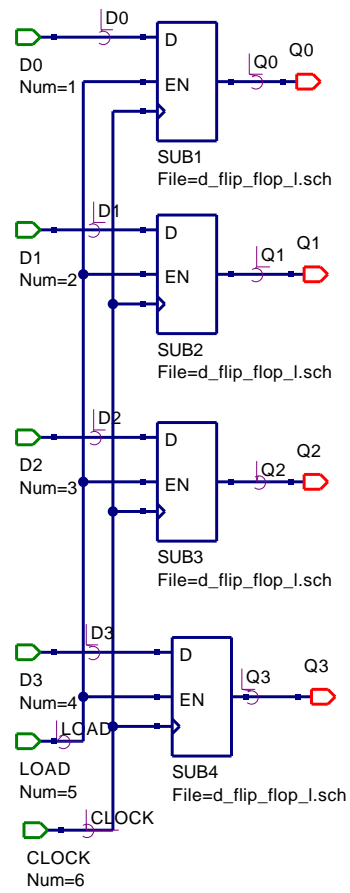 D0
Q0
D
Q0
D0
Num=1
EN
SUB1
File=d_flip_flop_l.sch
D1
D
Q1
Q1
D1
Num=2
EN
SUB2
File=d_flip_flop_l.sch
D2
D
Q2
Q2
D2
Num=3
EN
SUB3
File=d_flip_flop_l.sch
D3
D
Q3
Q3
D3
Num=4
EN
LOAD
LOAD
Num=5
SUB4
File=d_flip_flop_l.sch
CLOCK
CLOCK
Num=6